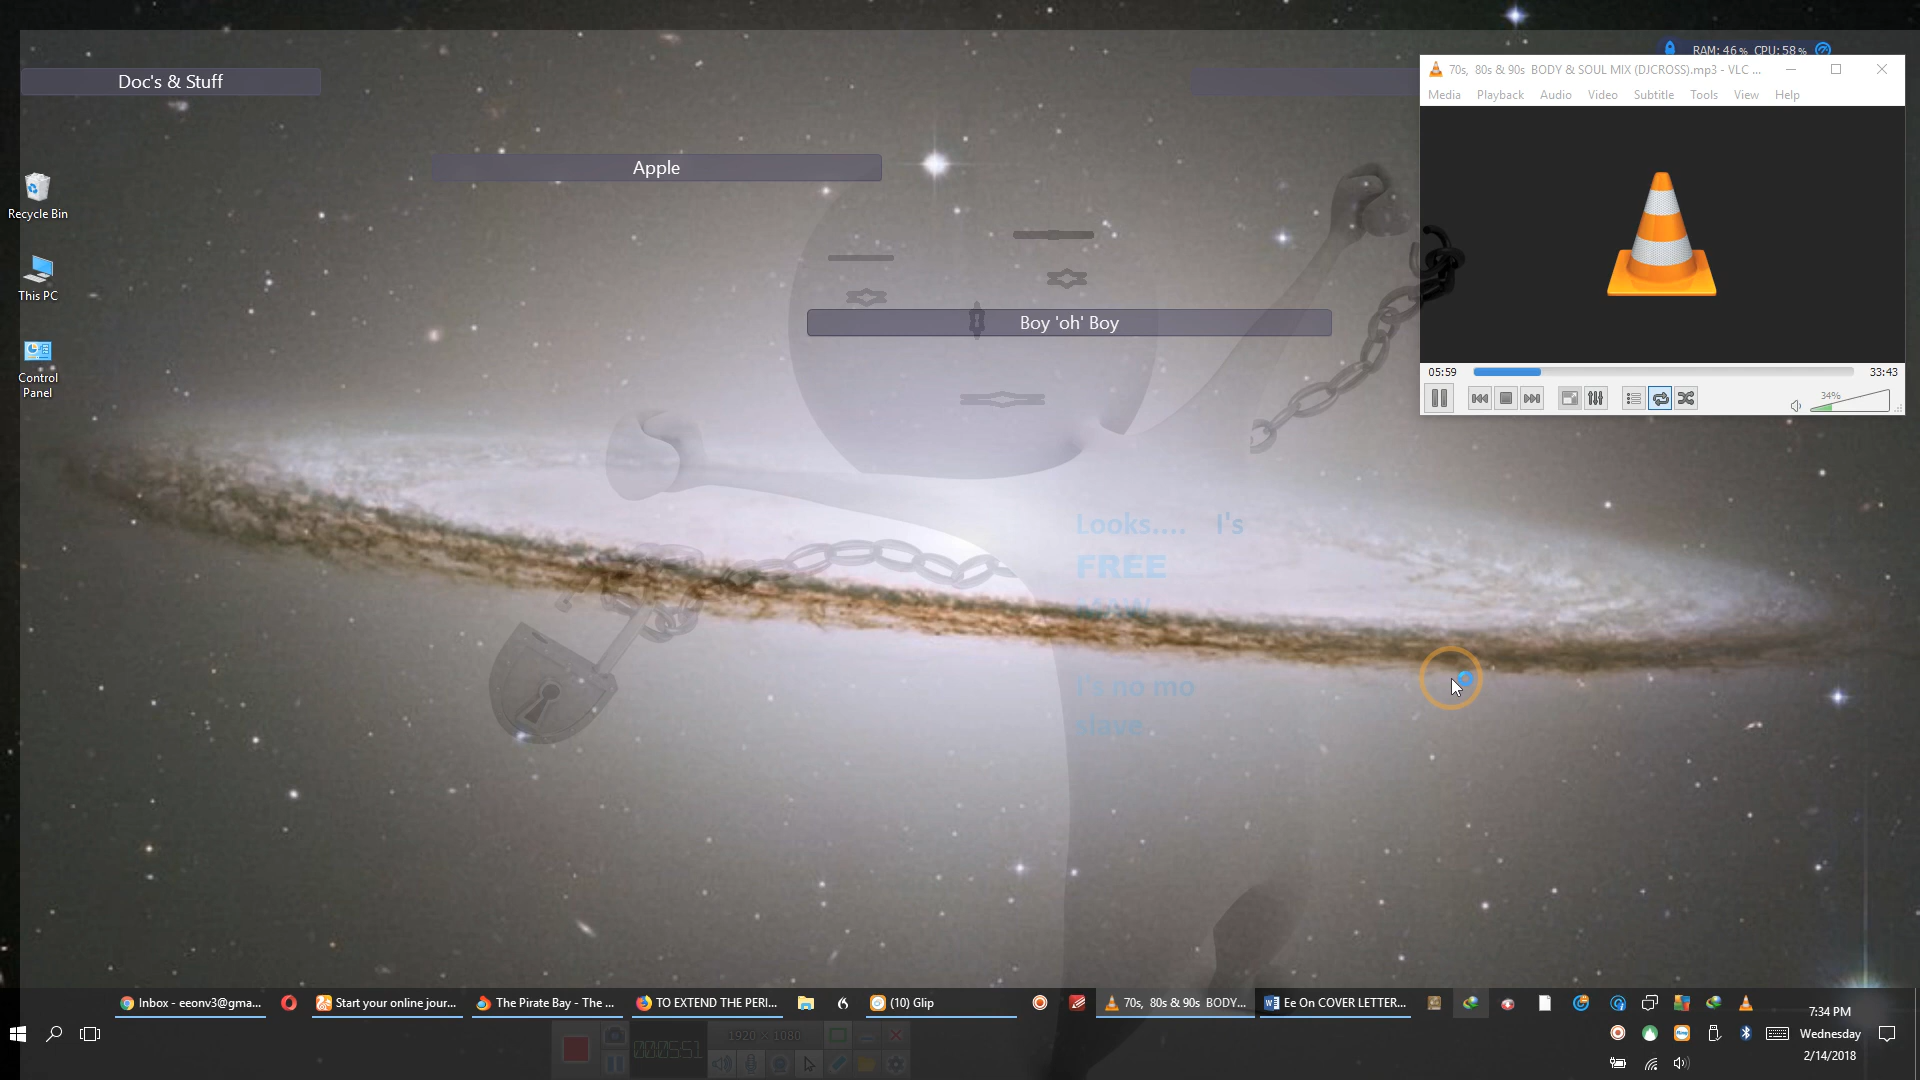 RAM: 46 % CPU: 58 %
70s, 80s & 90s BODY & SOUL MIX (DJCROSS).mp3 - VLC ...
Media Playback Audio Video Subtitle Tools View Help
Doc's & Stuff
Apple
Recycle Bin
This PC
Boy 'oh' Boy
Control
Panel
05:59
33:43
34%
Looks.... I's
FREE
I's no mo
slave
Inbox - eeonv3@gma...
Start your online jour...
The Pirate Bay - The ...
TO EXTEND THE PERI...
(10) Glip
70s, 80s & 90s BODY...
Ee On COVER LETTER...
7:34 PM
Wednesday
2/14/2018
1920 × 1080
000551